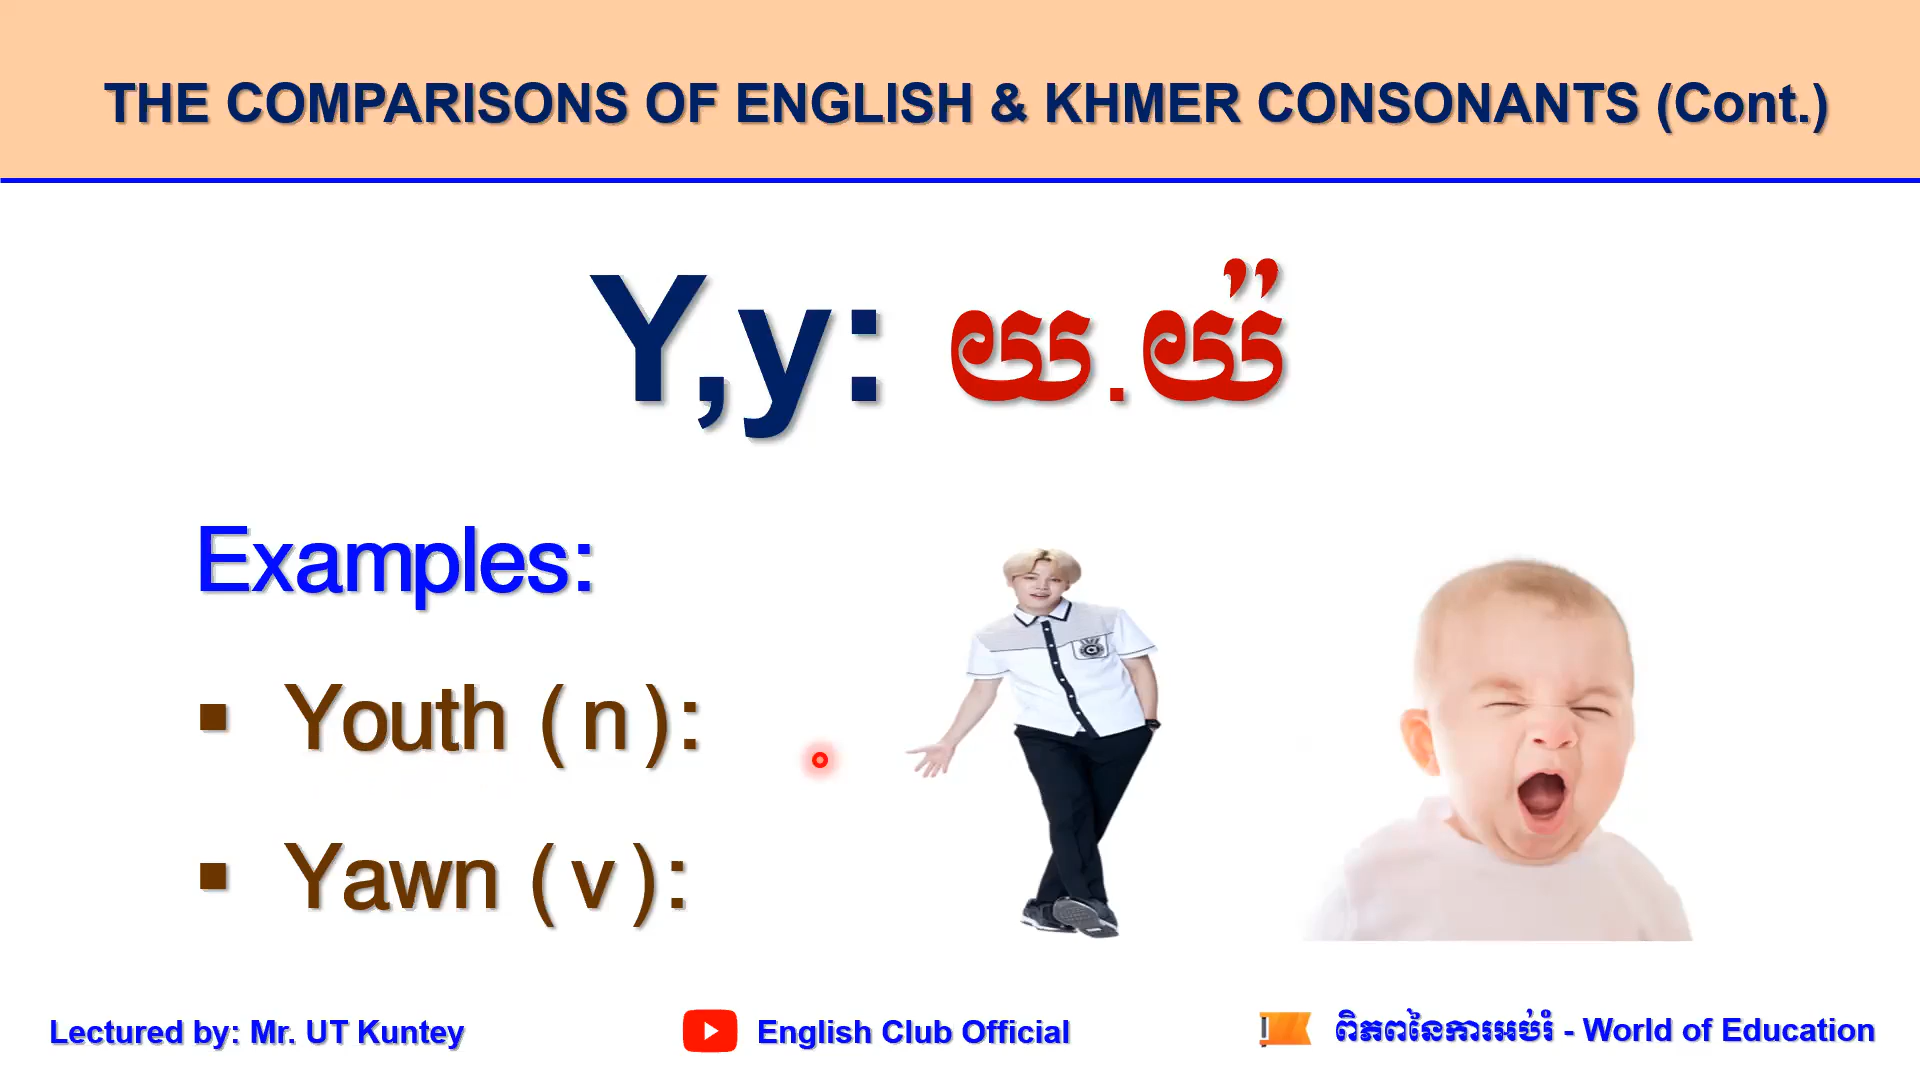 THE COMPARISONS OF ENGLISH & KHMER CONSONANTS (Cont.)
Y,y: យ.យ៉
Examples:
▪ Youth (n):
▪ Yawn (v):
Lectured by: Mr. UT Kuntey
English Club Official
ពិភពនៃការអប់រំ - World of Education